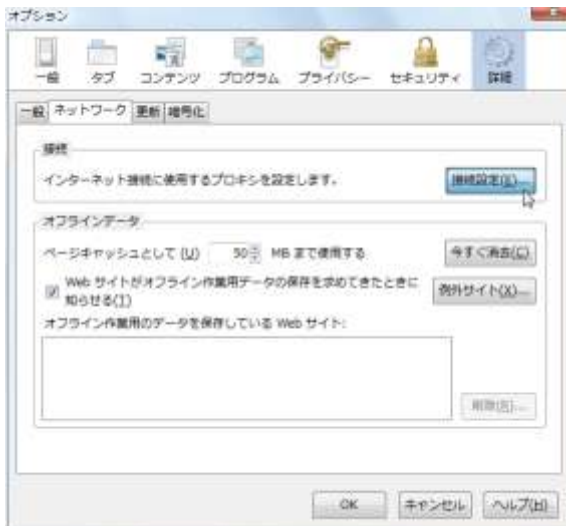 オプション
一般 タブ コンテンツ プログラム プライバシー セキュリティ 詳細
一般 ネットワーク 更新 暗号化
接続
インターネット接続に使用するプロキシを設定します。 接続設定(E)...
オフラインデータ
ページキャッシュとして (U) 50 MB まで使用する 今すぐ消去(C)
Web サイトがオフライン作業用データの保存を求めてきたときに
知らせる(T) 例外サイト(X)...
オフライン作業用のデータを保存している Web サイト:
削除(R)...
OK キャンセル ヘルプ(H)